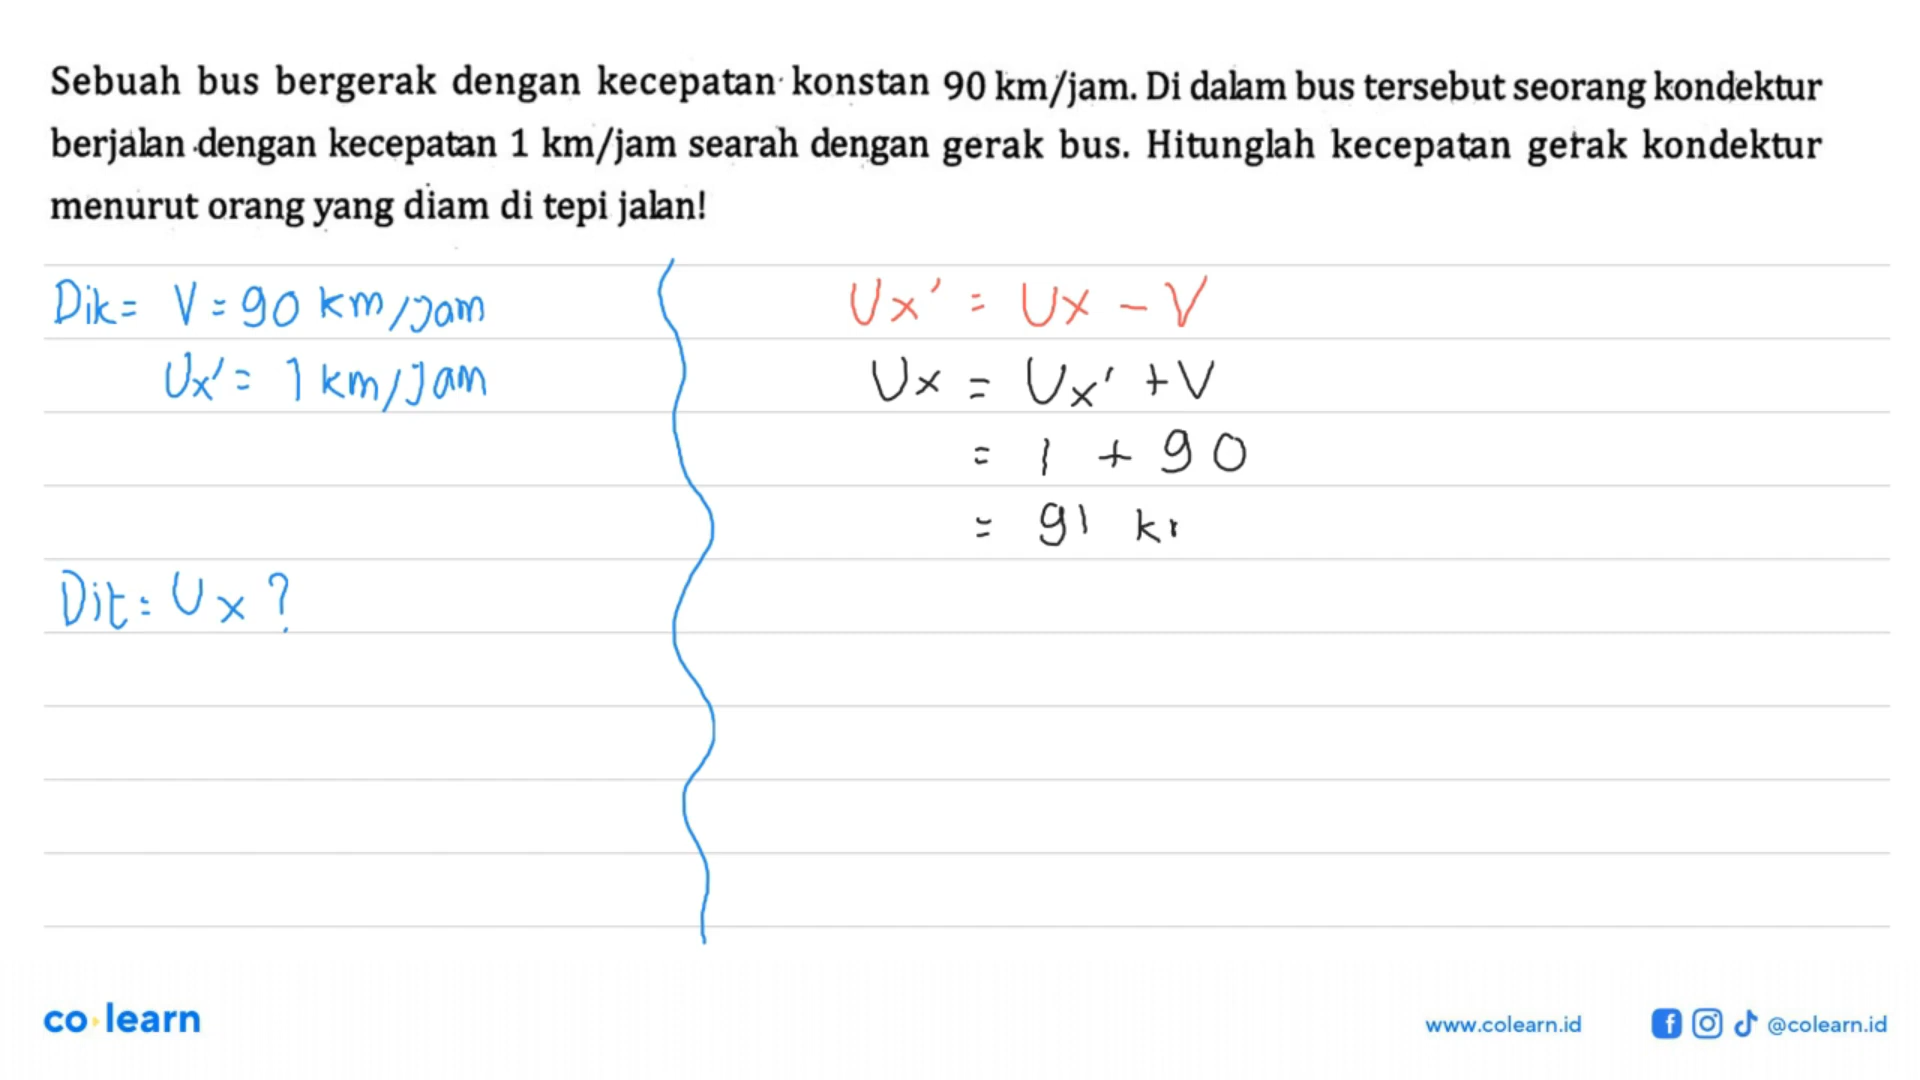 Sebuah bus bergerak dengan kecepatan konstan 90 km/jam. Di dalam bus tersebut seorang kondektur
berjalan dengan kecepatan 1 km/jam searah dengan gerak bus. Hitunglah kecepatan gerak kondektur
menurut orang yang diam di tepi jalan!
Dik = V = 90 km/jam
Ux' = 1 km/jam
Dit = Ux ?
Ux' = Ux - V
Ux = Ux' + V
= 1 + 90
= 91 k
co learn
www.colearn.id
@colearn.id